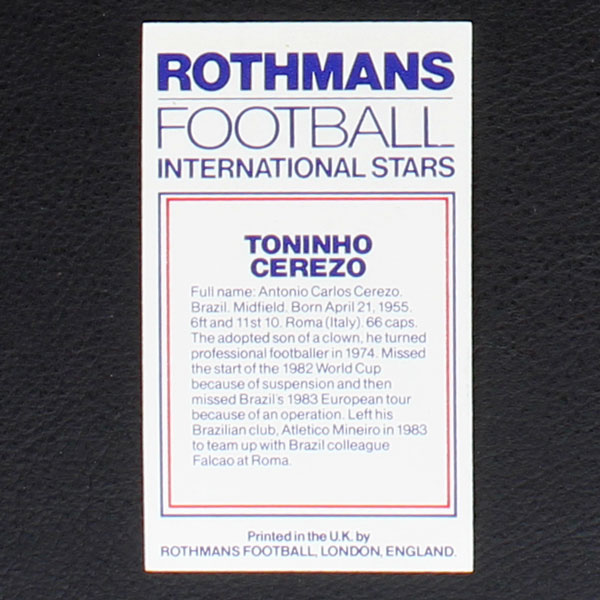 ROTHMANS
FOOTBALL
INTERNATIONAL STARS
TONINHO
CEREZO
Full name: Antonio Carlos Cerezo.
Brazil. Midfield. Born April 21, 1955.
6ft and 11st 10. Roma (Italy). 66 caps.
The adopted son of a clown, he turned
professional footballer in 1974. Missed
the start of the 1982 World Cup
because of suspension and then
missed Brazil's 1983 European tour
because of an operation. Left his
Brazilian club, Atletico Mineiro in 1983
to team up with Brazil colleague
Falcao at Roma.
Printed in the U.K. by
ROTHMANS FOOTBALL, LONDON, ENGLAND.